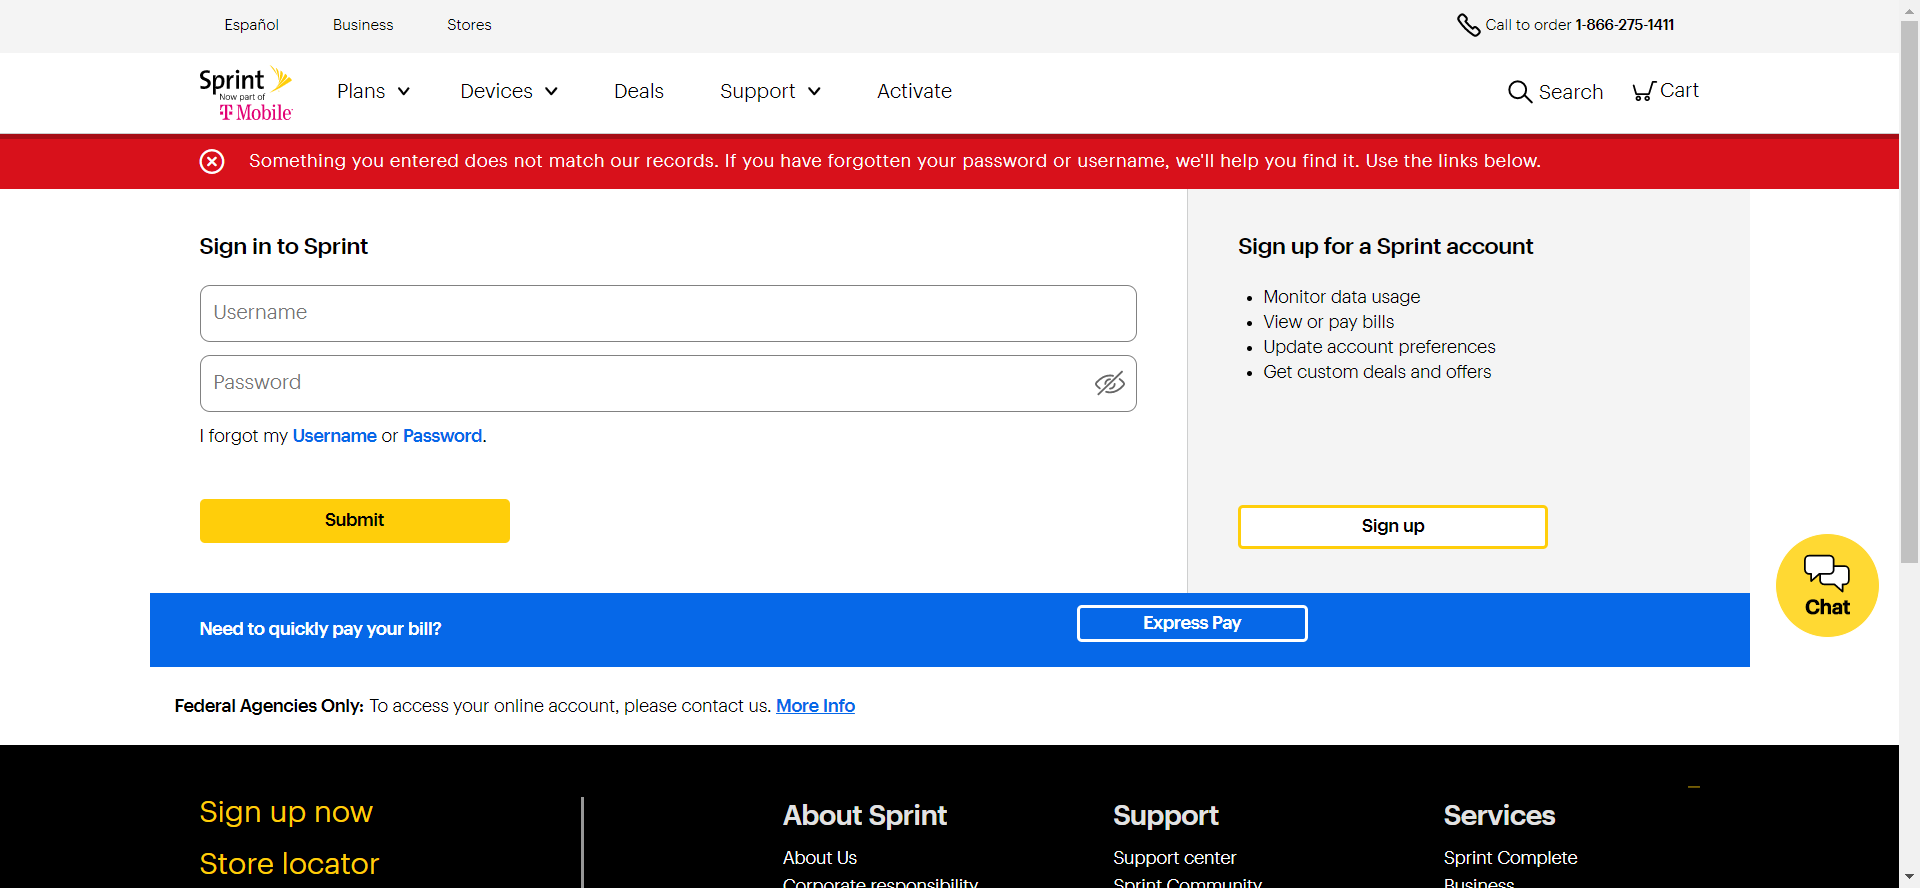 Español Business Stores Call to order 1-866-275-1411
Sprint
Now part of
T Mobile
Plans Devices Deals Support Activate Search Cart
Something you entered does not match our records. If you have forgotten your password or username, we'll help you find it. Use the links below.
Sign in to Sprint
Username
Password
I forgot my Username or Password.
Submit
Sign up for a Sprint account
• Monitor data usage
• View or pay bills
• Update account preferences
• Get custom deals and offers
Sign up
Chat
Need to quickly pay your bill? Express Pay
Federal Agencies Only: To access your online account, please contact us. More Info
Sign up now
Store locator
About Sprint
About Us
Corporate responsibility
Support
Support center
Sprint Community
Services
Sprint Complete
Business